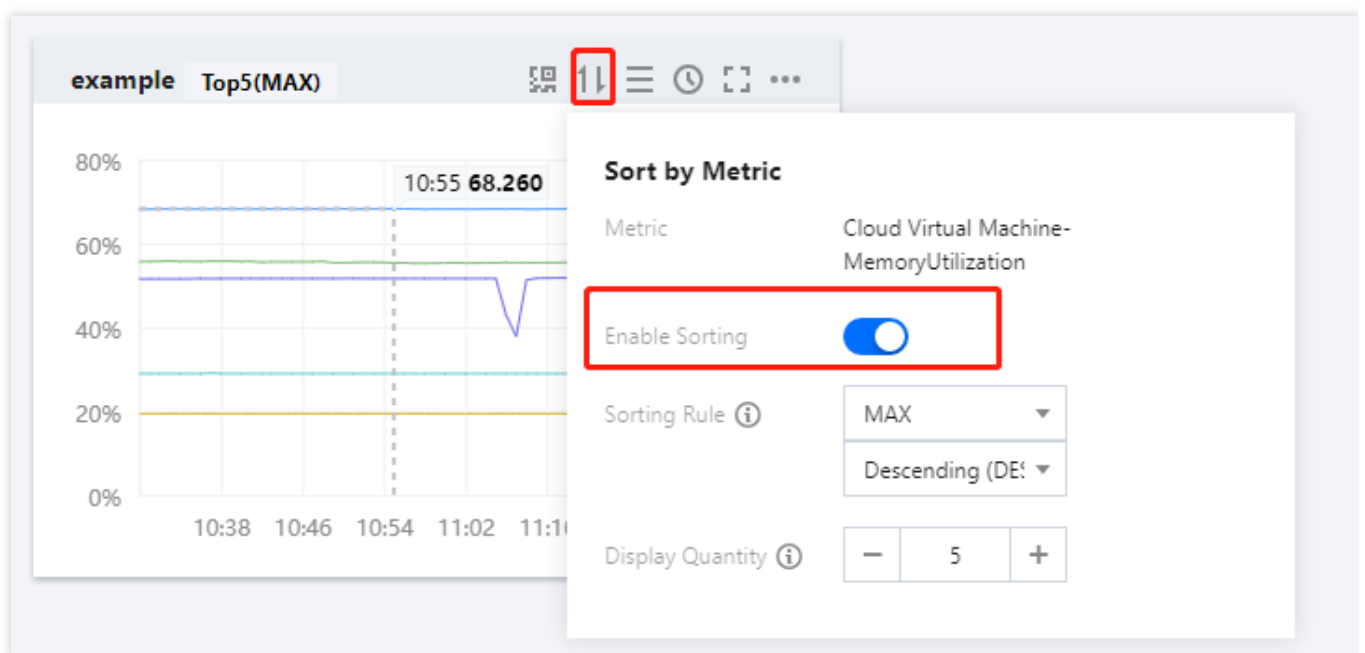 example Top5(MAX)
80%
60%
40%
20%
0%
10:55 68.260
10:38 10:46 10:54 11:02 11:1
Sort by Metric
Metric
Cloud Virtual Machine-
MemoryUtilization
Enable Sorting
Sorting Rule
MAX
Descending (DES
Display Quantity
5